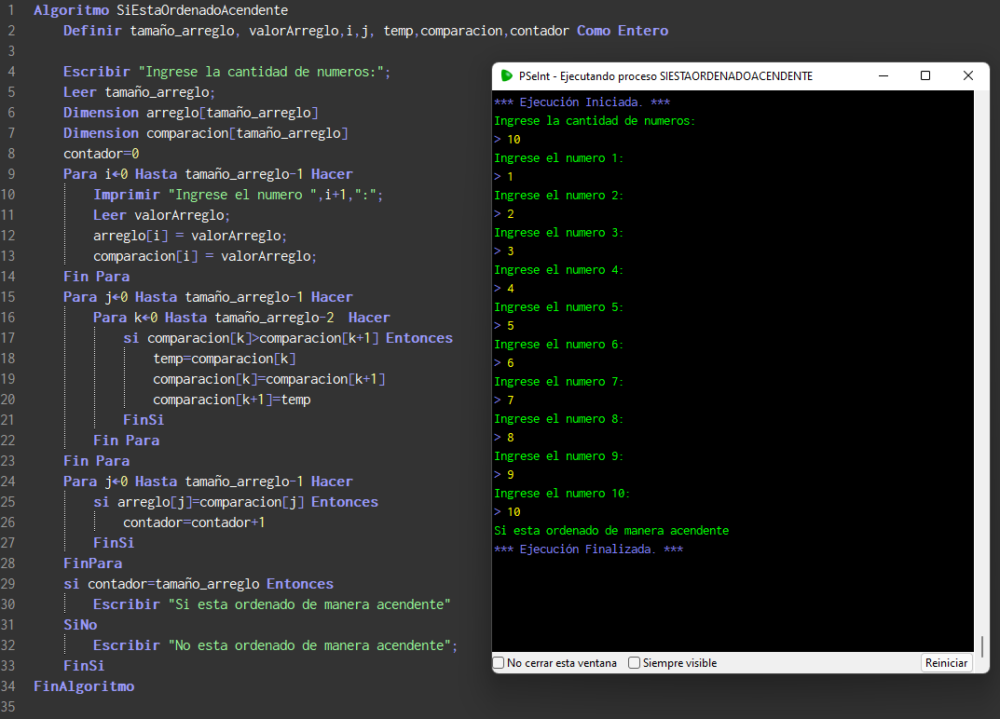 1 Algoritmo SiEstaOrdenadoAcendente
2 Definir tamaño_arreglo, valorArreglo,i,j, temp,comparacion,contador Como Entero
3
4 Escribir "Ingrese la cantidad de numeros:";
5 Leer tamaño_arreglo;
6 Dimension arreglo[tamaño_arreglo]
7 Dimension comparacion[tamaño_arreglo]
8 contador=0
9 Para i←0 Hasta tamaño_arreglo-1 Hacer
10 Imprimir "Ingrese el numero ",i+1,":";
11 Leer valorArreglo;
12 arreglo[i] = valorArreglo;
13 comparacion[i] = valorArreglo;
14 Fin Para
15 Para j←0 Hasta tamaño_arreglo-1 Hacer
16 Para k←0 Hasta tamaño_arreglo-2 Hacer
17 si comparacion[k]>comparacion[k+1] Entonces
18 temp=comparacion[k]
19 comparacion[k]=comparacion[k+1]
20 comparacion[k+1]=temp
21 FinSi
22 Fin Para
23 Fin Para
24 Para j←0 Hasta tamaño_arreglo-1 Hacer
25 si arreglo[j]=comparacion[j] Entonces
26 contador=contador+1
27 FinSi
28 FinPara
29 si contador=tamaño_arreglo Entonces
30 Escribir "Si esta ordenado de manera acendente"
31 SiNo
32 Escribir "No esta ordenado de manera acendente";
33 FinSi
34 FinAlgoritmo
35
PSeInt - Ejecutando proceso SIESTAORDENADOACENDENTE
*** Ejecución Iniciada. ***
Ingrese la cantidad de numeros:
> 10
Ingrese el numero 1:
> 1
Ingrese el numero 2:
> 2
Ingrese el numero 3:
> 3
Ingrese el numero 4:
> 4
Ingrese el numero 5:
> 5
Ingrese el numero 6:
> 6
Ingrese el numero 7:
> 7
Ingrese el numero 8:
> 8
Ingrese el numero 9:
> 9
Ingrese el numero 10:
> 10
Si esta ordenado de manera acendente
*** Ejecución Finalizada. ***
No cerrar esta ventana Siempre visible Reiniciar